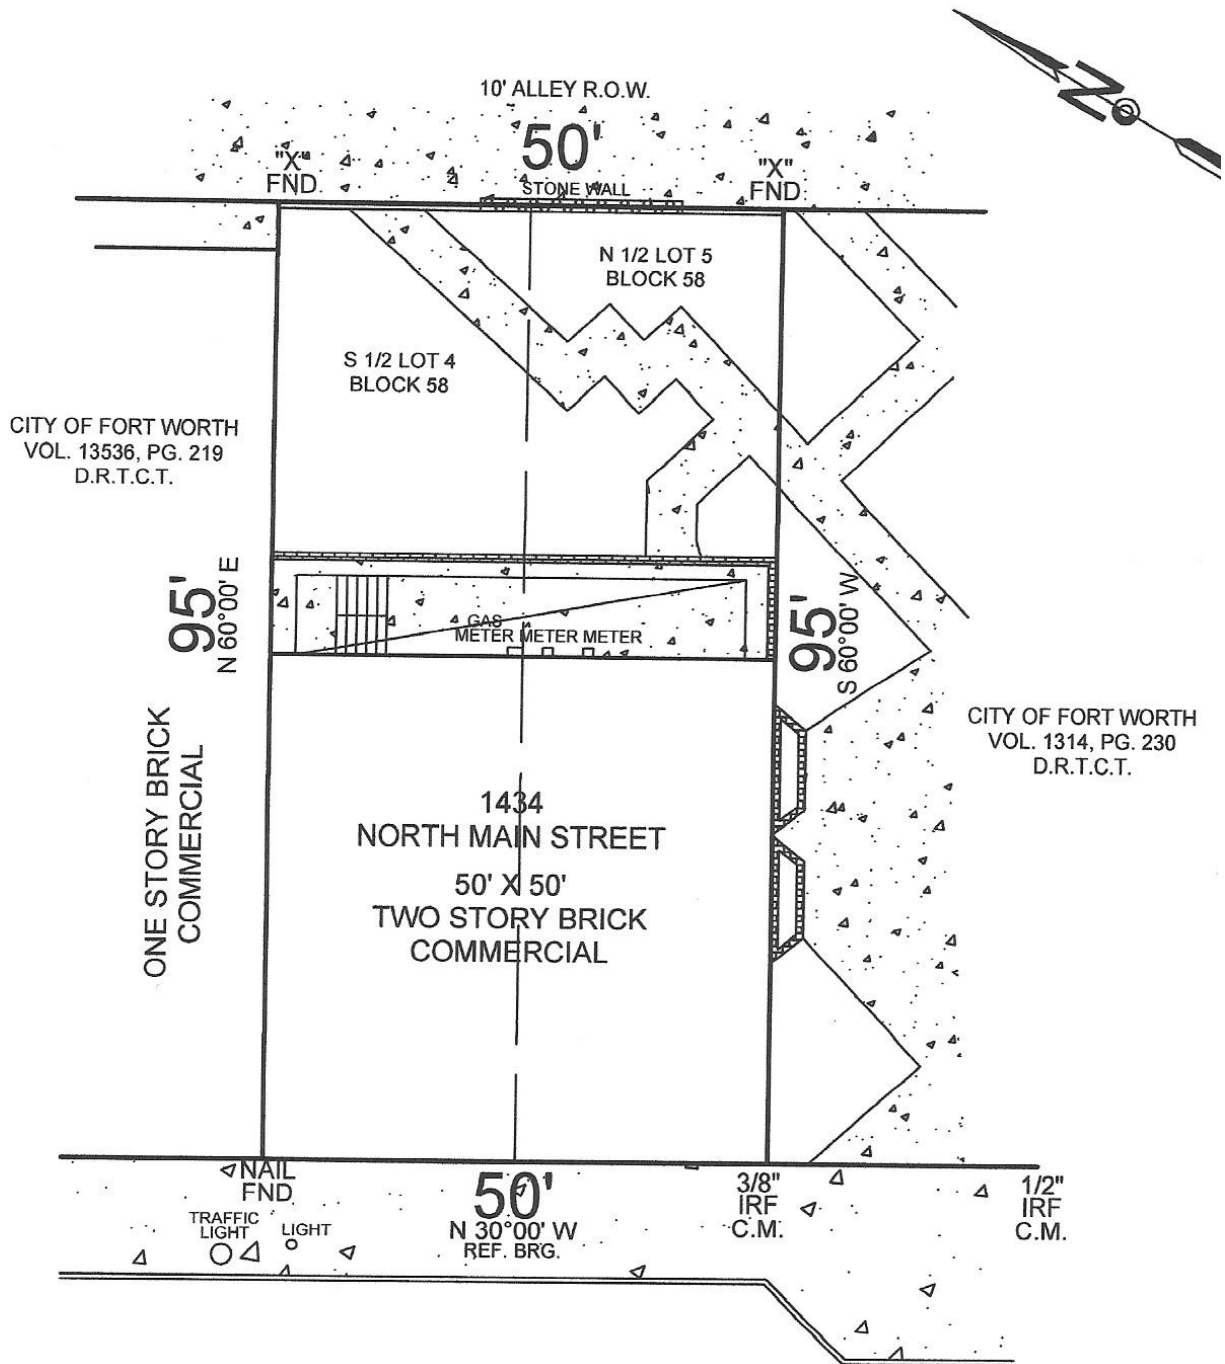 10' ALLEY R.O.W.
50'
"X"
FND.
"X"
FND
STONE WALL
N
N 1/2 LOT 5
BLOCK 58
S 1/2 LOT 4
BLOCK 58
CITY OF FORT WORTH
VOL. 13536, PG. 219
D.R.T.C.T.
95'
N 60°00' E
GAS
METER METER METER
95'
S 60°00' W
CITY OF FORT WORTH
VOL. 1314, PG. 230
D.R.T.C.T.
ONE STORY BRICK
COMMERCIAL
1434
NORTH MAIN STREET
50' X 50'
TWO STORY BRICK
COMMERCIAL
NAIL
FND
50'
N 30°00' W
REF. BRG.
3/8"
IRF
C.M.
1/2"
IRF
C.M.
TRAFFIC
LIGHT
LIGHT